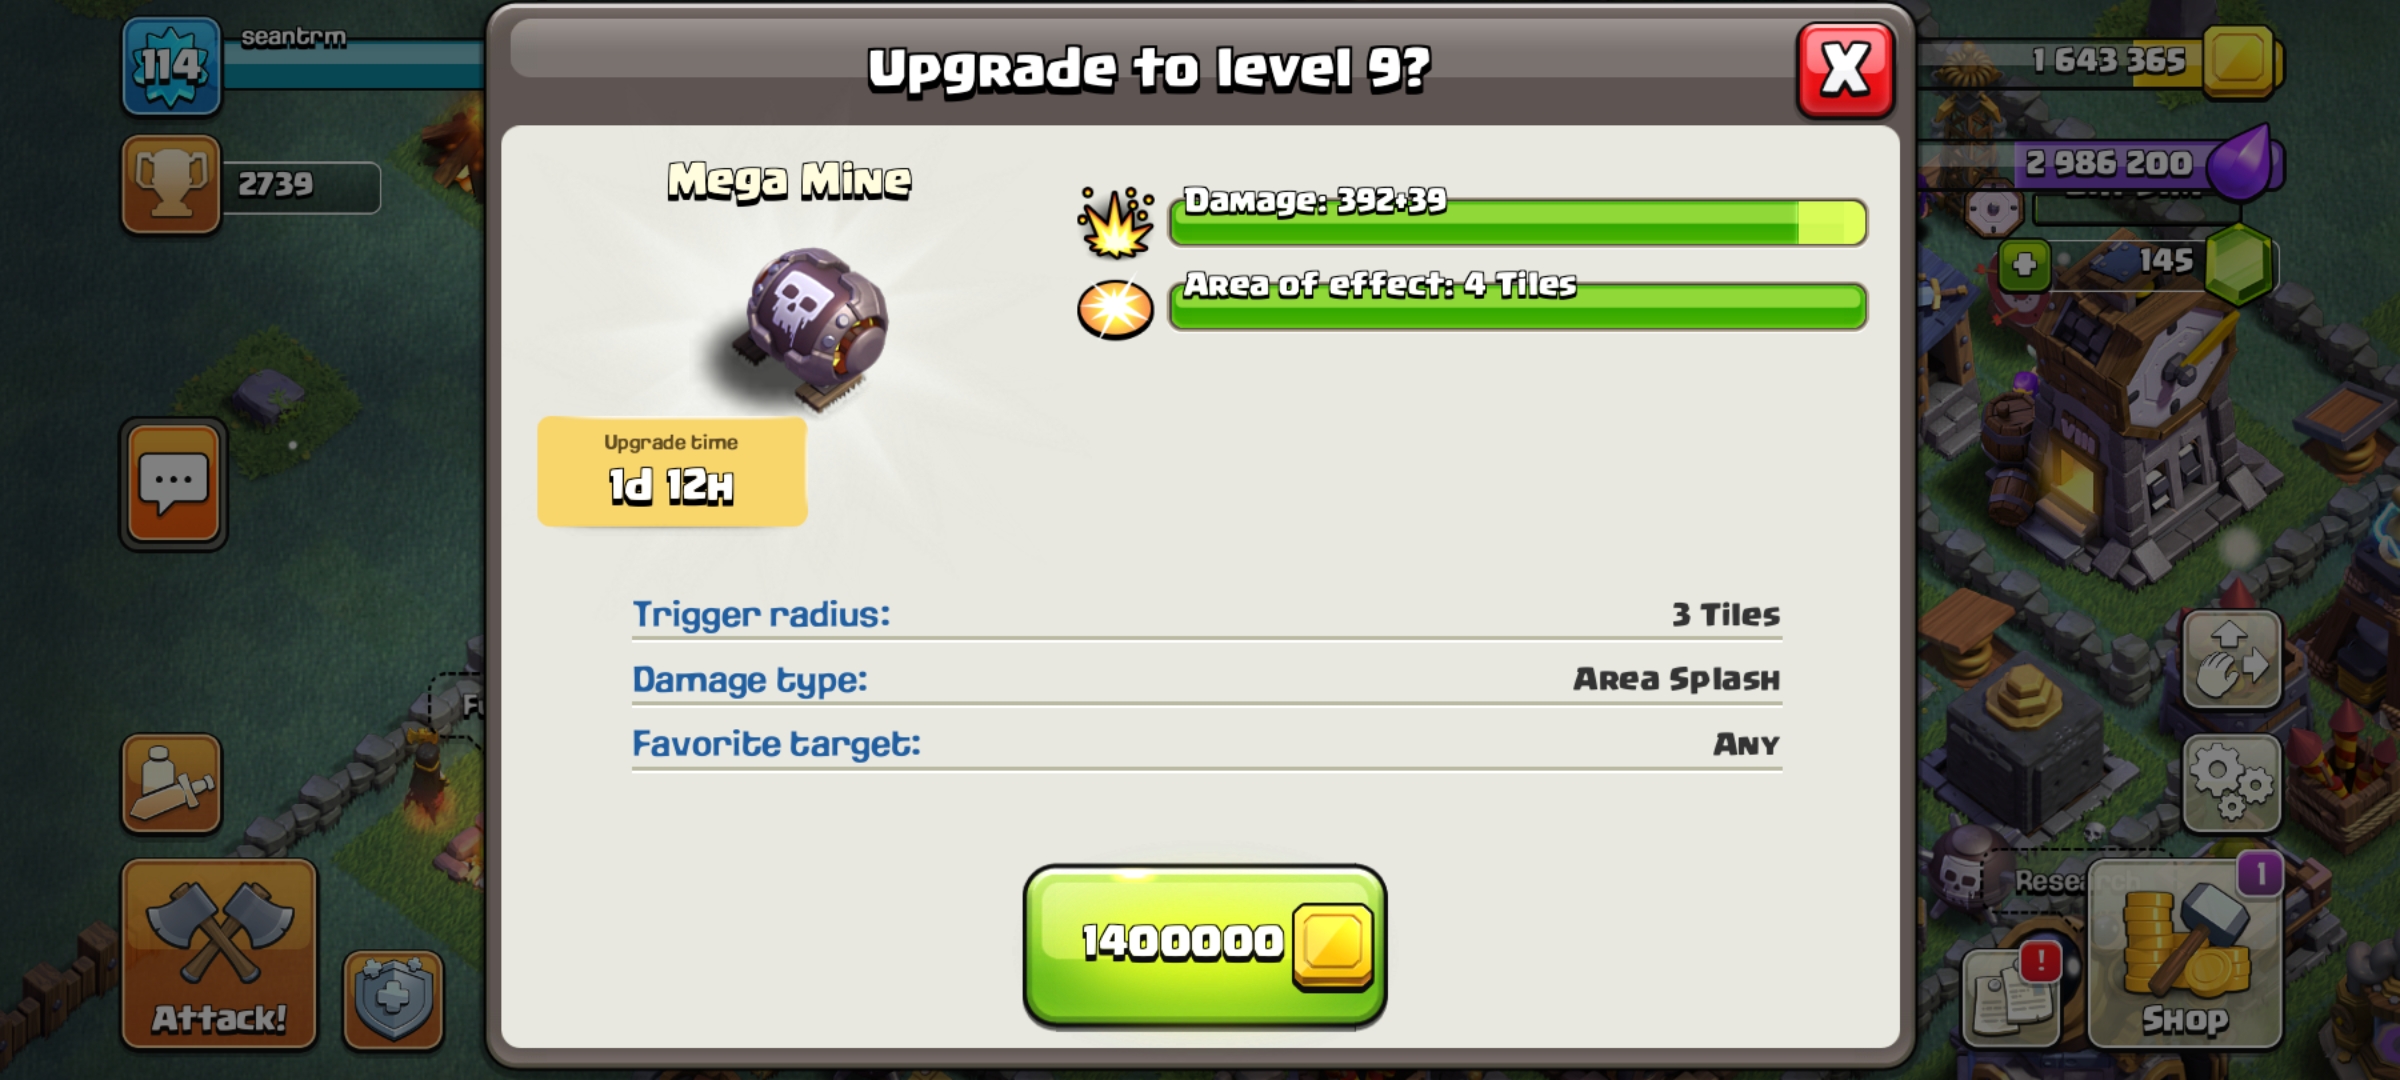 114
seantrm
2739
Upgrade to level 9?
X
1 643 365
2 986 200
145
Mega Mine
Damage: 392+39
Area of effect: 4 Tiles
Upgrade time
1d 12H
VIII
Trigger radius: 3 Tiles
Damage type: Area Splash
Favorite target: Any
1400000
Attack!
1
!
Shop